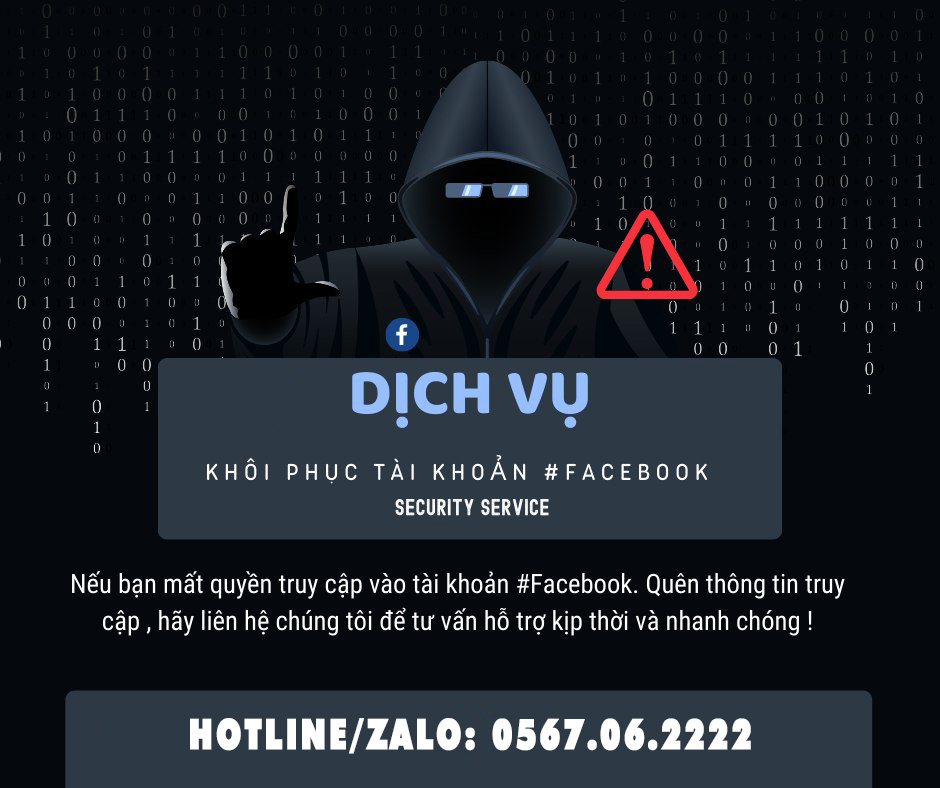 DỊCH VỤ
KHÔI PHỤC TÀI KHOẢN #FACEBOOK
SECURITY SERVICE
Nếu bạn mất quyền truy cập vào tài khoản #Facebook. Quên thông tin truy
cập , hãy liên hệ chúng tôi để tư vấn hỗ trợ kịp thời và nhanh chóng !
HOTLINE/ZALO: 0567.06.2222